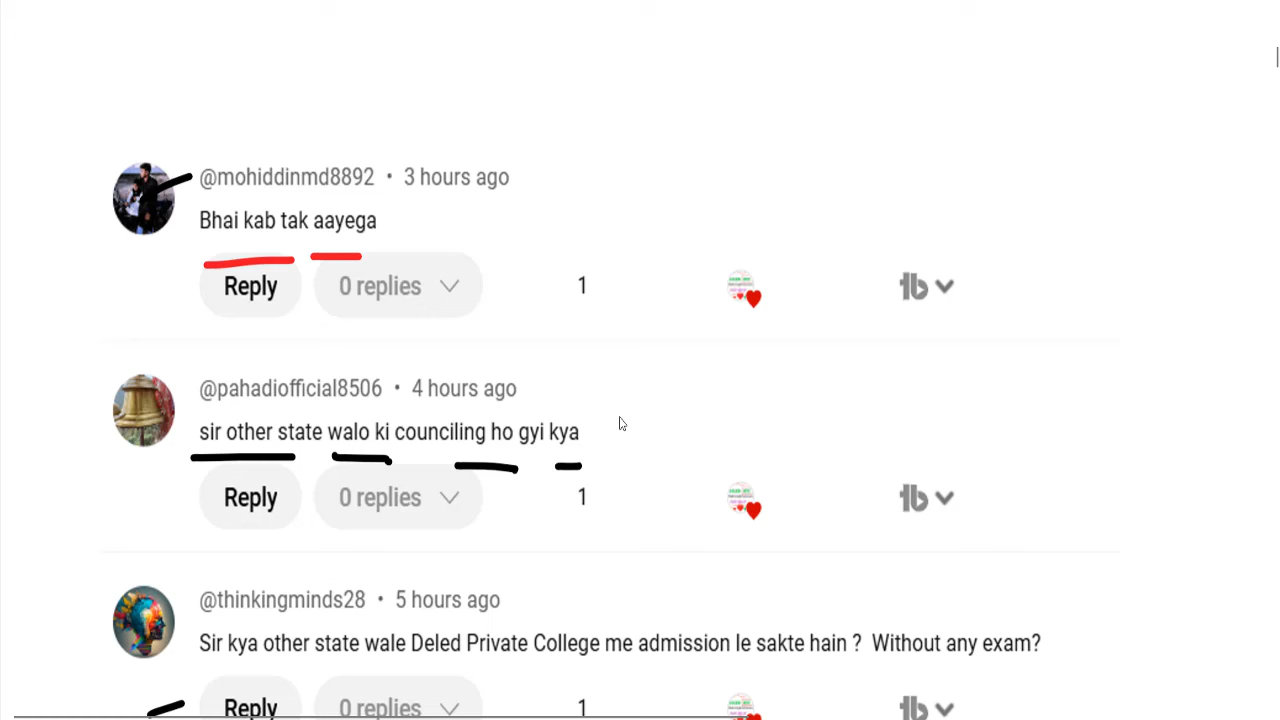 @mohiddinmd8892 • 3 hours ago
Bhai kab tak aayega
Reply 0 replies 1
@pahadiofficial8506 • 4 hours ago
sir other state walo ki counciling ho gyi kya
Reply 0 replies 1
@thinkingminds28 • 5 hours ago
Sir kya other state wale Deled Private College me admission le sakte hain ? Without any exam?
Reply 0 replies 1